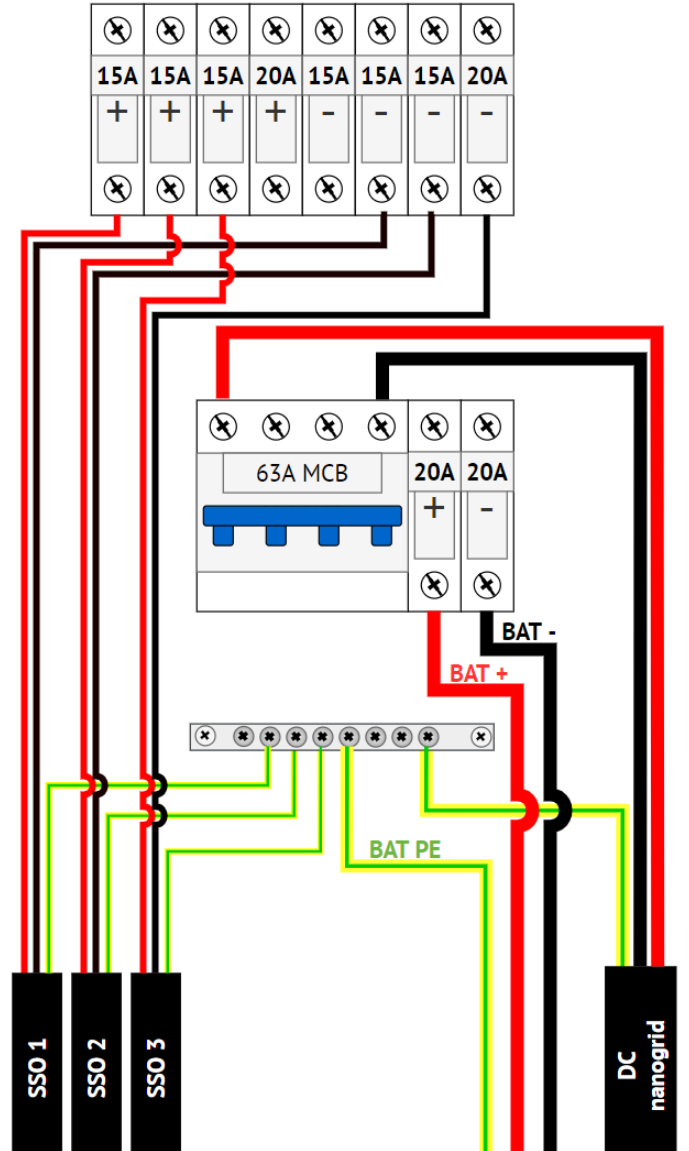 15A 15A 15A 20A 15A 15A 15A 20A
+ + + + - - - -
63A MCB 20A 20A
+ -
BAT -
BAT +
BAT PE
SSO 1
SSO 2
SSO 3
DC
nanogrid